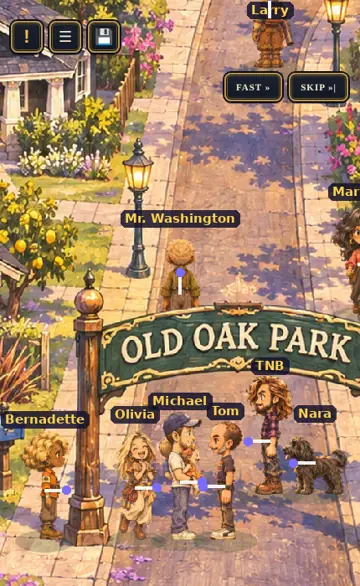 Larry
!
FAST »
SKIP »|
Mar
Mr. Washington
OLD OAK PARK
TNB
Michael
Bernadette
Olivia
Tom
Nara